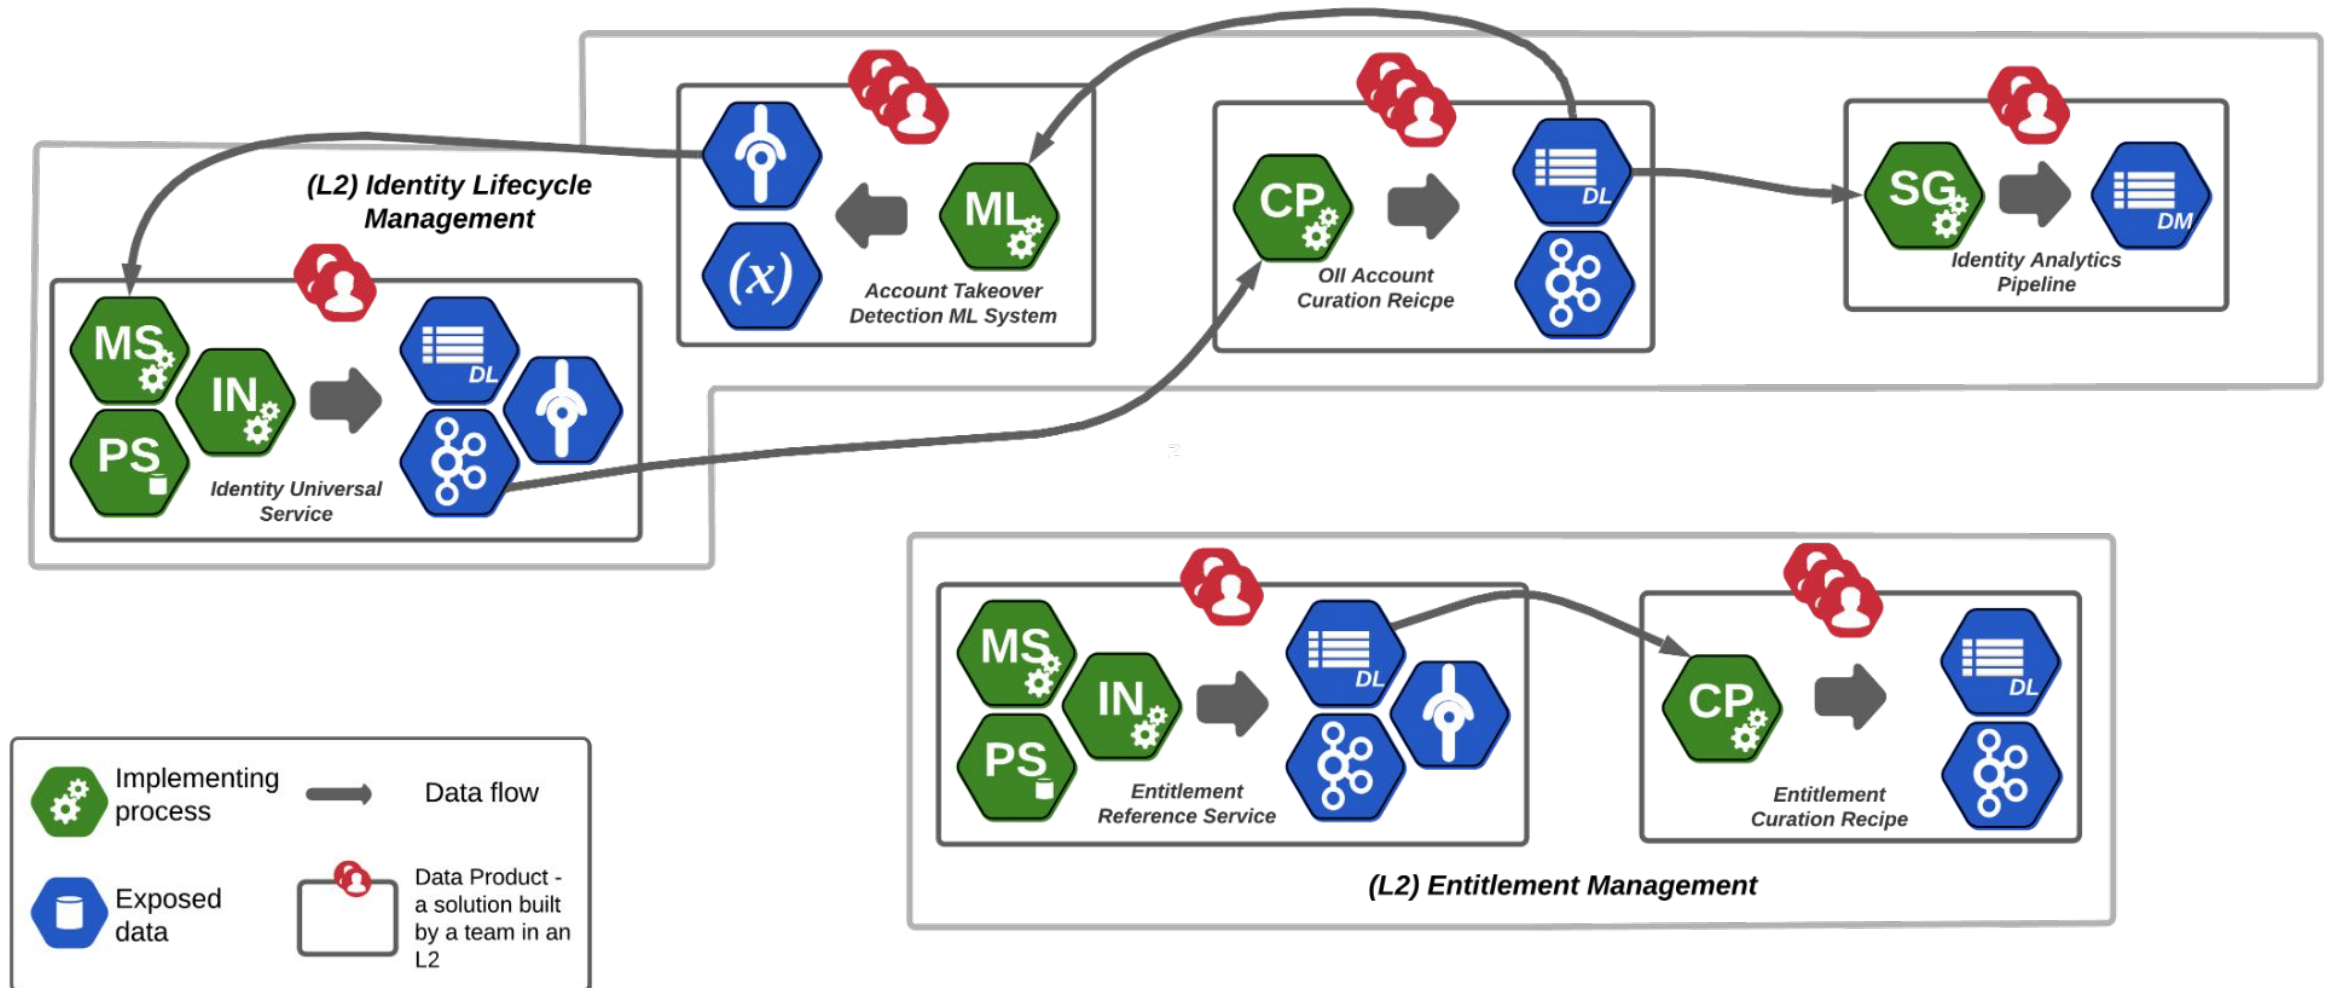 (L2) Identity Lifecycle
Management
MS
IN
PS
DL
Identity Universal
Service
(x)
ML
Account Takeover
Detection ML System
CP
DL
OII Account
Curation Reicpe
SG
DM
Identity Analytics
Pipeline
MS
IN
PS
DL
Entitlement
Reference Service
CP
DL
Entitlement
Curation Recipe
(L2) Entitlement Management
Implementing
process
Data flow
Exposed
data
Data Product -
a solution built
by a team in an
L2